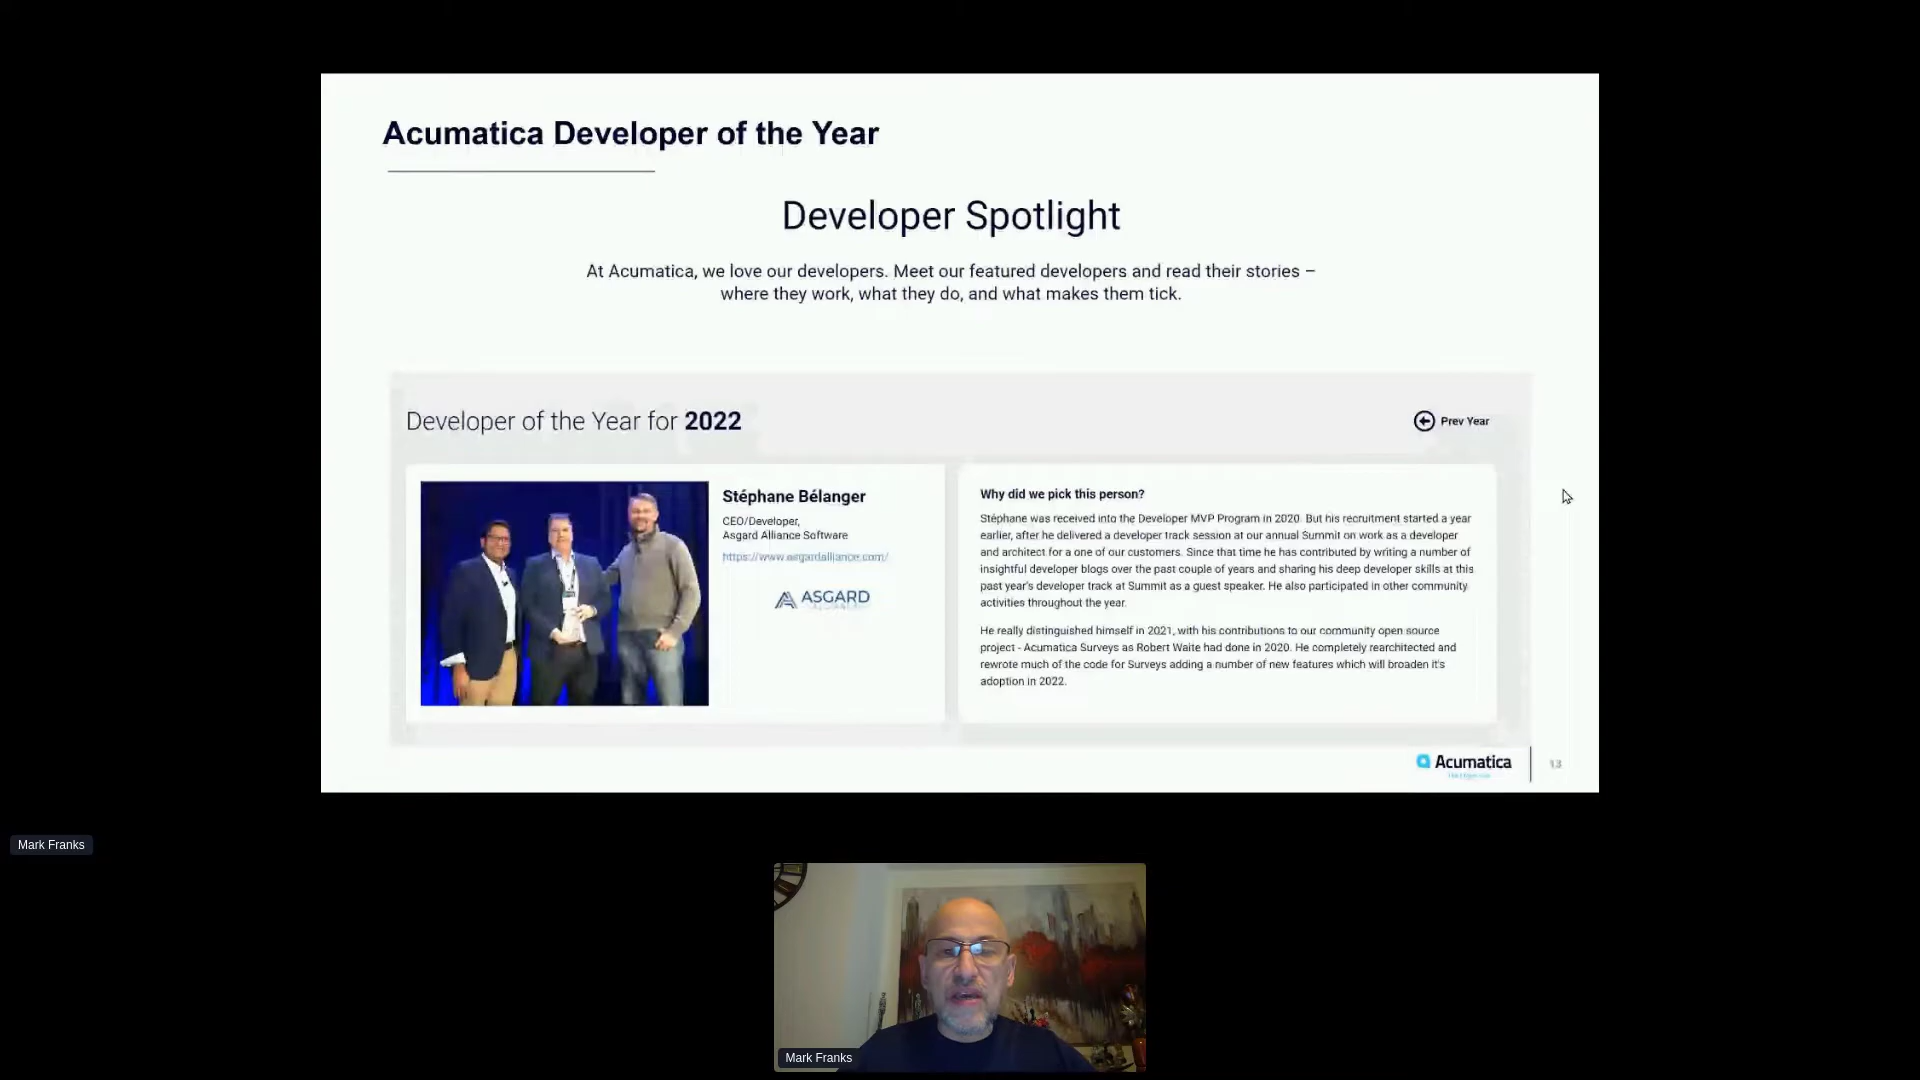 Acumatica Developer of the Year
Developer Spotlight
At Acumatica, we love our developers. Meet our featured developers and read their stories –
where they work, what they do, and what makes them tick.
Developer of the Year for 2022
Prev Year
Stéphane Bélanger
CEO/Developer,
Asgard Alliance Software
https://www.asgardalliance.com/
ASGARD
Why did we pick this person?
Stéphane was received into the Developer MVP Program in 2020. But his recruitment started a year
earlier, after he delivered a developer track session at our annual Summit on work as a developer
and architect for a one of our customers. Since that time he has contributed by writing a number of
insightful developer blogs over the past couple of years and sharing his deep developer skills at this
past year's developer track at Summit as a guest speaker. He also participated in other community
activities throughout the year.
He really distinguished himself in 2021, with his contributions to our community open source
project - Acumatica Surveys as Robert Waite had done in 2020. He completely rearchitected and
rewrote much of the code for Surveys adding a number of new features which will broaden it's
adoption in 2022.
Acumatica
13
Mark Franks
Mark Franks